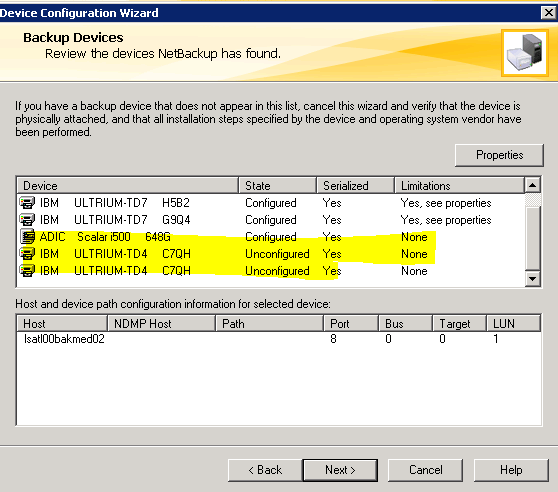 Device Configuration Wizard
Backup Devices
Review the devices NetBackup has found.
If you have a backup device that does not appear in this list, cancel this wizard and verify that the device is
physically attached, and that all installation steps specified by the device and operating system vendor have
been performed.
Properties
Device State Serialized Limitations
IBM ULTRIUM-TD7 H5B2 Configured Yes Yes, see properties
IBM ULTRIUM-TD7 G9Q4 Configured Yes Yes, see properties
ADIC Scalar i500 648G Configured Yes None
IBM ULTRIUM-TD4 C7QH Unconfigured Yes None
IBM ULTRIUM-TD4 C7QH Unconfigured Yes None
Host and device path configuration information for selected device:
Host NDMP Host Path Port Bus Target LUN
lsatl00bakmed02 8 0 0 1
< Back Next > Cancel Help